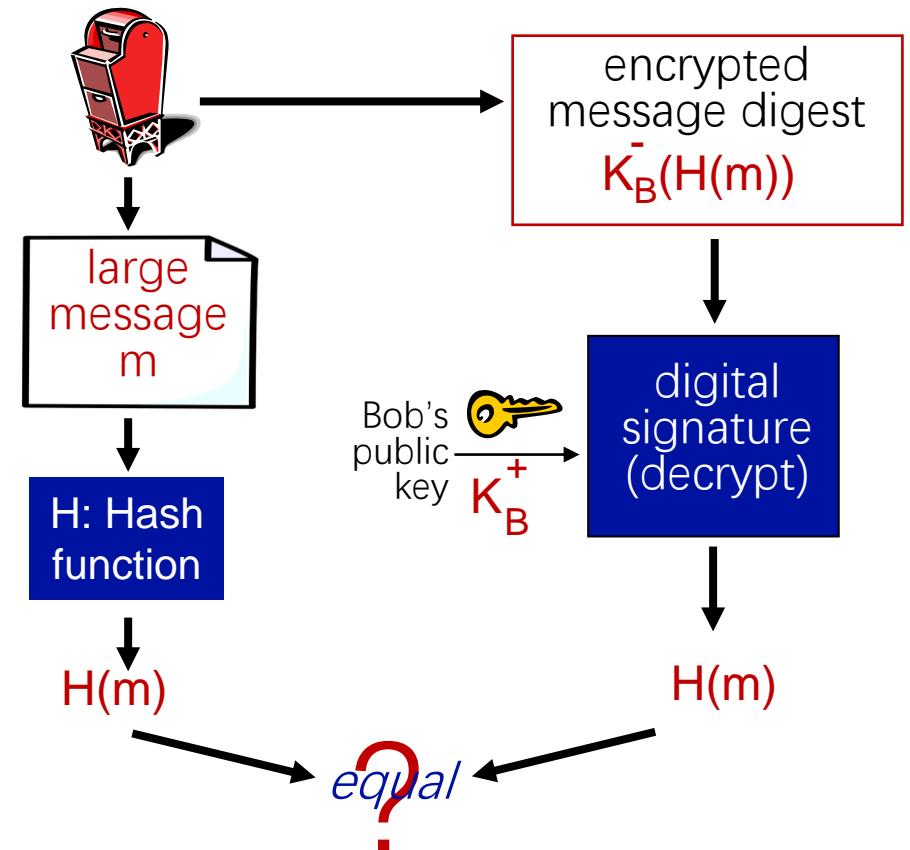 encrypted
message digest
K_B^-(H(m))
large
message
m
Bob's
public
key
K_B^+
digital
signature
(decrypt)
H: Hash
function
H(m)
H(m)
equal
?